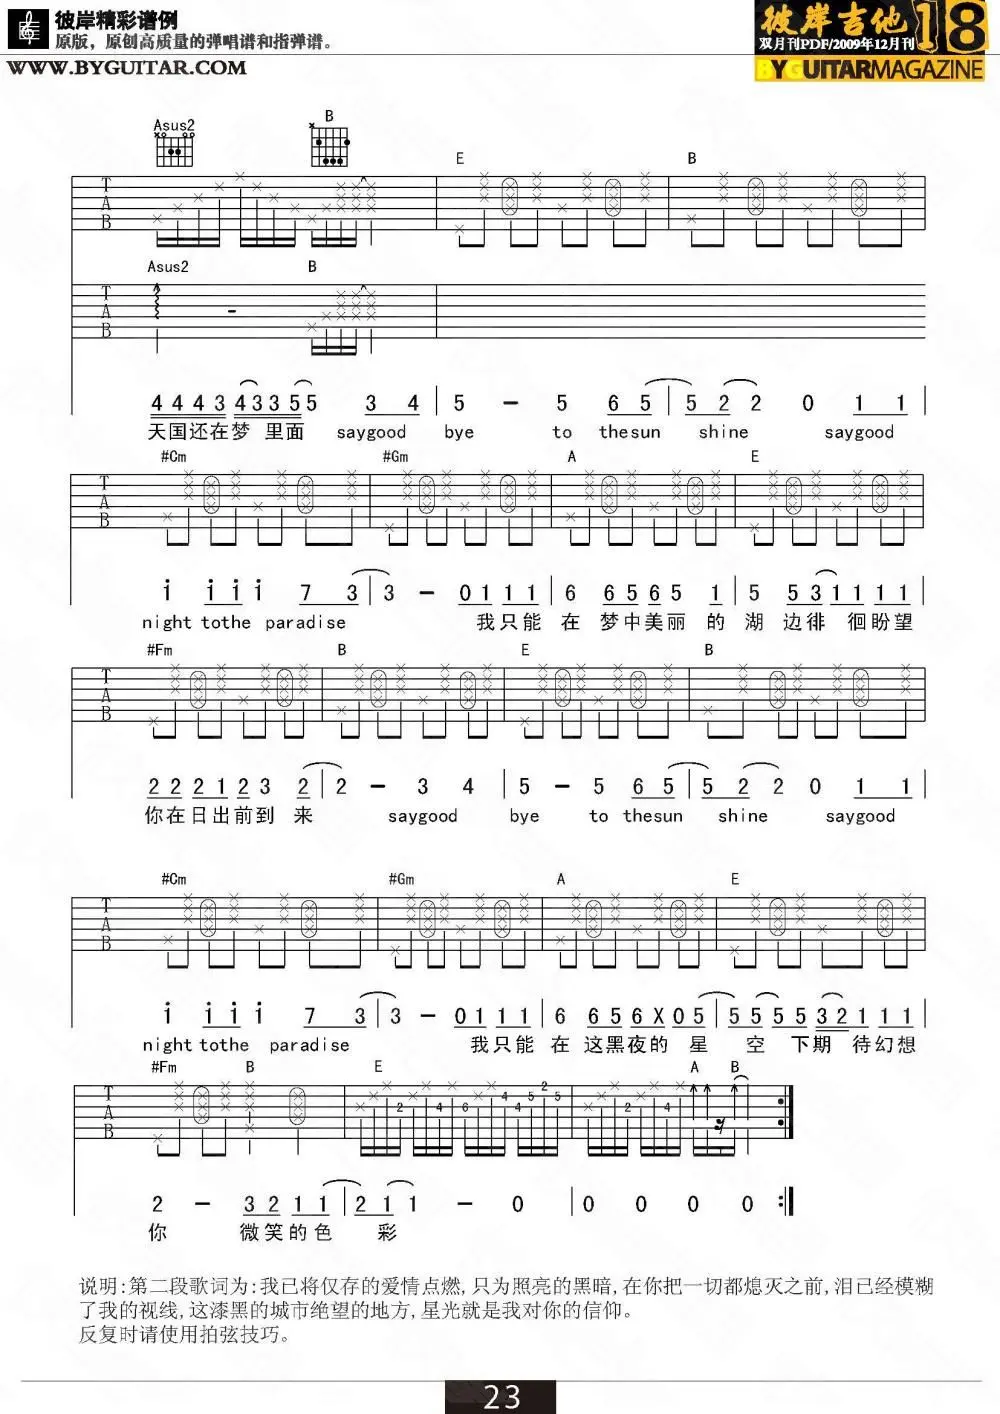 彼岸精彩谱例
原版，原创高质量的弹唱谱和指弹谱。
WWW.BYGUITAR.COM
彼岸吉他 18
双月刊PDF/2009年12月刊
BYGUITARMAGAZINE
Asus2 B
E B
T
A
B
Asus2 B
T
A
B
4 4 4 3 4 3 3 5 5 3 4 | 5 – 5 6 5 | 5 2 2 0 1 1
天国还在梦 里面 saygood bye to thesun shine saygood
#Cm #Gm A E
T
A
B
i i i i 7 3 | 3 – 0 1 1 1 | 6 6 5 6 5 1 | 5 5 3 1 1 1 1
night tothe paradise 我只能 在 梦中美丽 的 湖 边徘 徊盼望
#Fm B E B
T
A
B
2 2 2 1 2 3 2 | 2 – 3 4 | 5 – 5 6 5 | 5 2 2 0 1 1
你在日出前到 来 saygood bye to thesun shine saygood
#Cm #Gm A E
T
A
B
i i i i 7 3 | 3 – 0 1 1 1 | 6 6 5 6 X 0 5 | 5 5 5 5 3 2 1 1 1
night tothe paradise 我只能 在 这黑夜的 星 空 下期 待幻想
#Fm B E A B
T
A
B
2 4 6 4 4 5 2 5 2 4
2 – 3 2 1 1 | 2 1 1 – 0 | 0 0 0 0 :||
你 微笑的色 彩
说明:第二段歌词为:我已将仅存的爱情点燃,只为照亮的黑暗,在你把一切都熄灭之前,泪已经模糊
了我的视线,这漆黑的城市绝望的地方,星光就是我对你的信仰。
反复时请使用拍弦技巧。
23